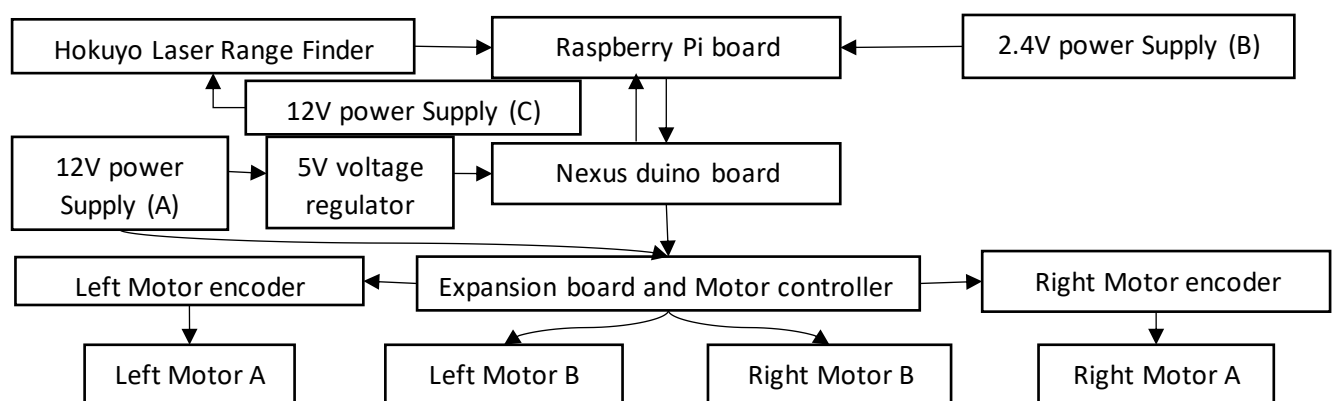 Hokuyo Laser Range Finder
Raspberry Pi board
2.4V power Supply (B)
12V power Supply (C)
12V power
Supply (A)
5V voltage
regulator
Nexus duino board
Left Motor encoder
Expansion board and Motor controller
Right Motor encoder
Left Motor A
Left Motor B
Right Motor B
Right Motor A